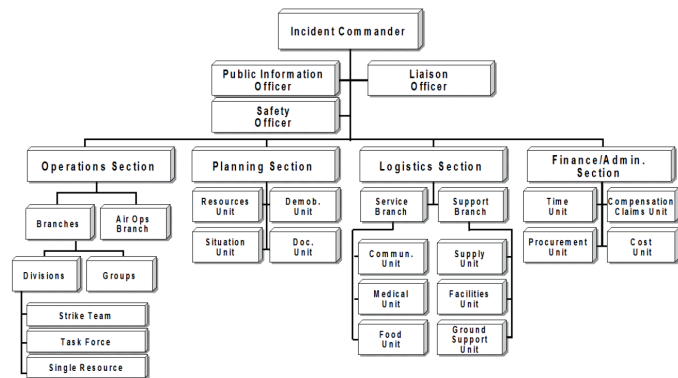 Incident Commander
Public Information
Officer
Liaison
Officer
Safety
Officer
Operations Section
Planning Section
Logistics Section
Finance/Admin.
Section
Branches
Air Ops
Branch
Resources
Unit
Demob.
Unit
Service
Branch
Support
Branch
Time
Unit
Compensation
Claims Unit
Situation
Unit
Doc.
Unit
Procurement
Unit
Cost
Unit
Divisions
Groups
Commun.
Unit
Supply
Unit
Medical
Unit
Facilities
Unit
Strike Team
Task Force
Single Resource
Food
Unit
Ground
Support
Unit